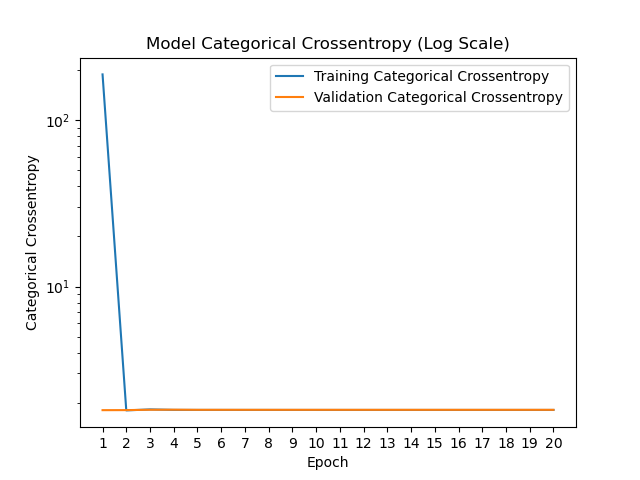 Model Categorical Crossentropy (Log Scale)
Training Categorical Crossentropy
Validation Categorical Crossentropy
Categorical Crossentropy
10²
10¹
1 2 3 4 5 6 7 8 9 10 11 12 13 14 15 16 17 18 19 20
Epoch